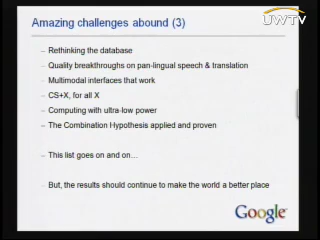 Amazing challenges abound (3)
UWTV
– Rethinking the database
– Quality breakthroughs on pan-lingual speech & translation
– Multimodal interfaces that work
– CS+X, for all X
– Computing with ultra-low power
– The Combination Hypothesis applied and proven
– This list goes on and on…
– But, the results should continue to make the world a better place
Google